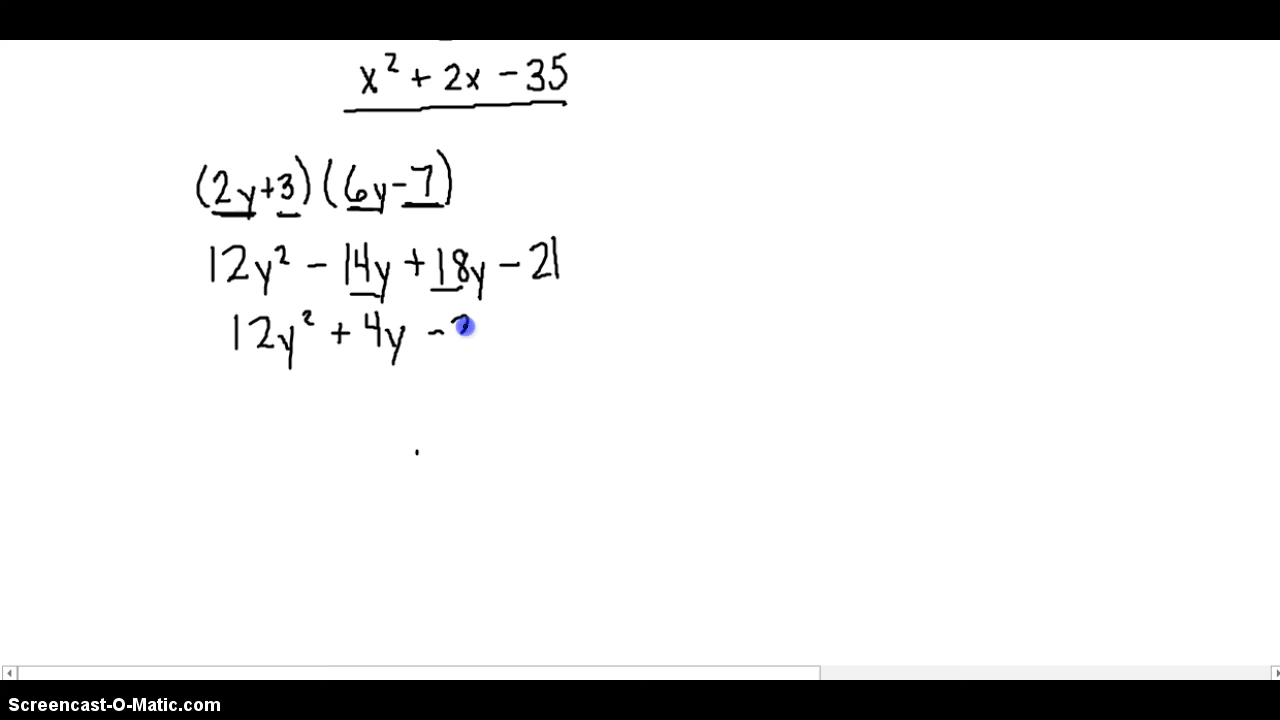 x² + 2x - 35
(2y+3)(6y-7)
12y² - 14y + 18y - 21
12y² + 4y -
Screencast-O-Matic.com